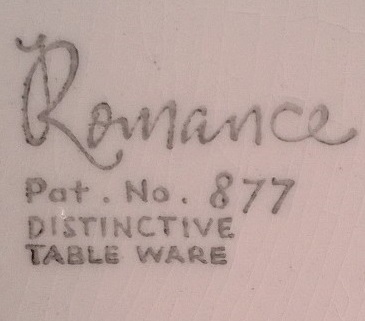 Romance
Pat. No. 877
DISTINCTIVE
TABLE WARE